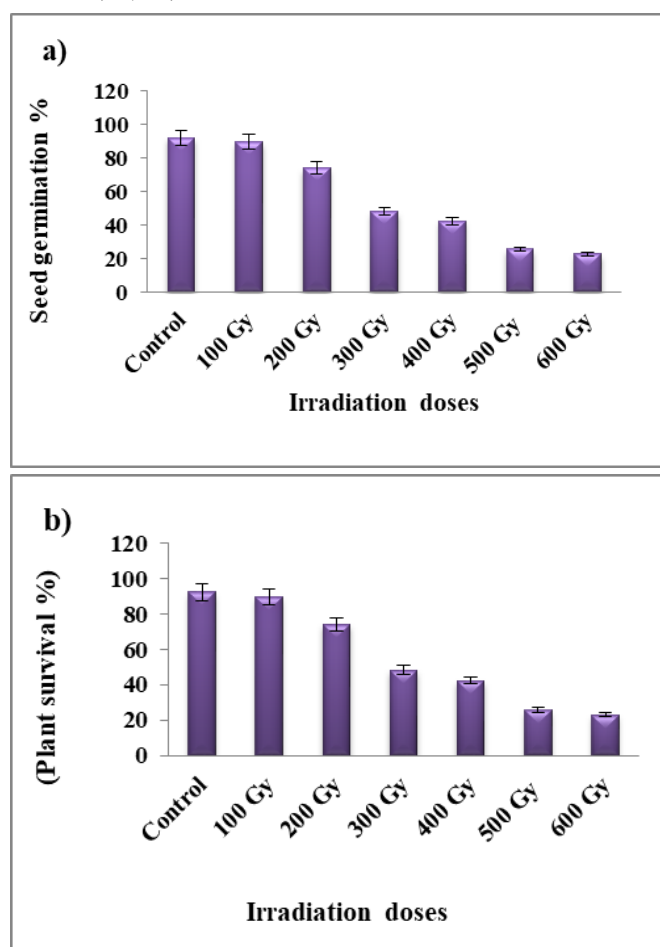 a)
Seed germination %
120
100
80
60
40
20
0
Control
100 Gy
200 Gy
300 Gy
400 Gy
500 Gy
600 Gy
Irradiation doses
b)
(Plant survival %)
120
100
80
60
40
20
0
Control
100 Gy
200 Gy
300 Gy
400 Gy
500 Gy
600 Gy
Irradiation doses